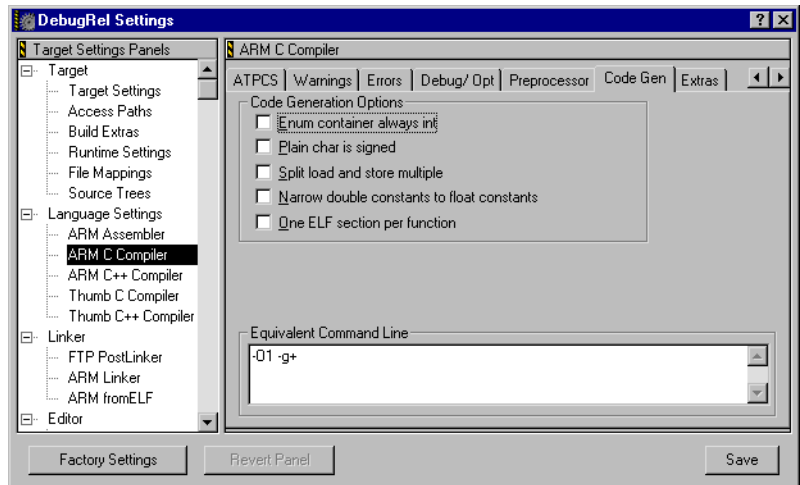 DebugRel Settings
Target Settings Panels
Target
Target Settings
Access Paths
Build Extras
Runtime Settings
File Mappings
Source Trees
Language Settings
ARM Assembler
ARM C Compiler
ARM C++ Compiler
Thumb C Compiler
Thumb C++ Compiler
Linker
FTP PostLinker
ARM Linker
ARM fromELF
Editor
ARM C Compiler
ATPCS Warnings Errors Debug/ Opt Preprocessor Code Gen Extras
Code Generation Options
Enum container always int
Plain char is signed
Split load and store multiple
Narrow double constants to float constants
One ELF section per function
Equivalent Command Line
-O1 -g+
Factory Settings Revert Panel Save